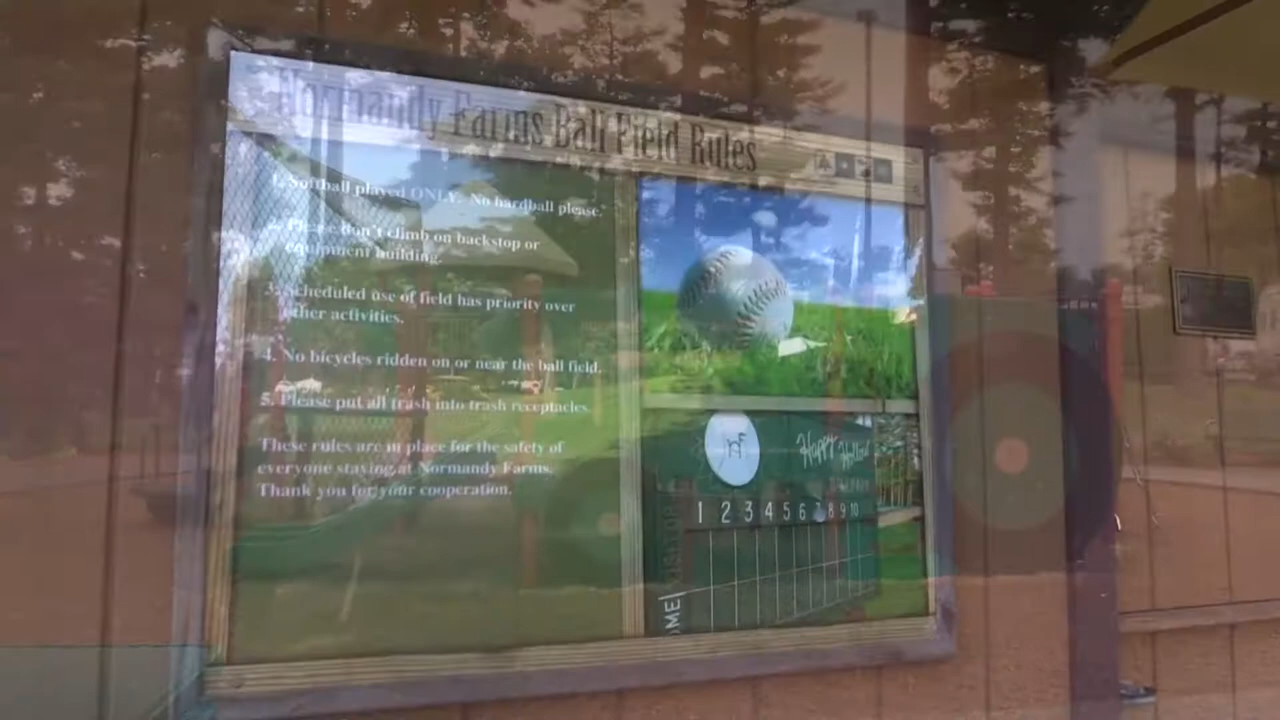 Normandy Farms Ball Field Rules
1. Softball played ONLY. No hardball please.
2. Please don't climb on backstop or
equipment building.
3. Scheduled use of field has priority over
other activities.
4. No bicycles ridden on or near the ball field.
5. Please put all trash into trash receptacles.
These rules are in place for the safety of
everyone staying at Normandy Farms.
Thank you for your cooperation.
Happy
1 2 3 4 5 6 7 8 9 10
VISITORS
OME